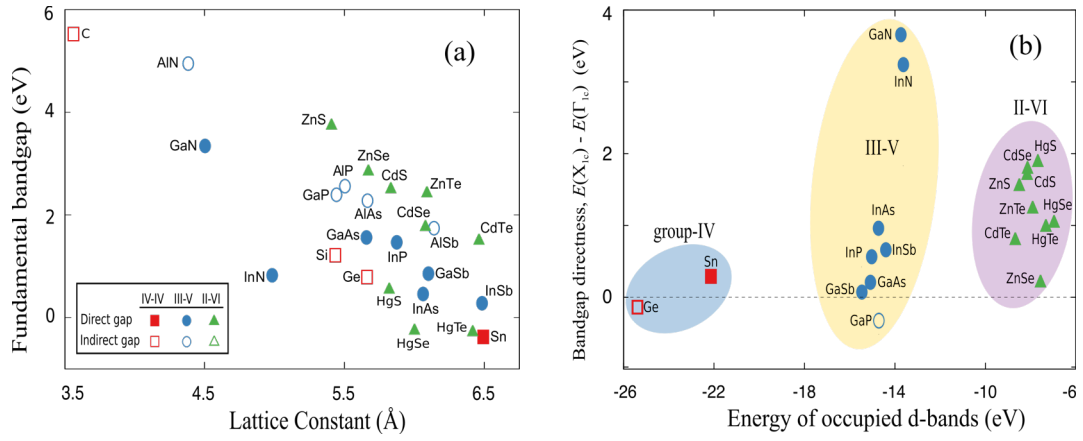 (a)
Fundamental bandgap (eV)
6
4
2
0
3.5
4.5
5.5
6.5
Lattice Constant (Å)
C
AlN
GaN
ZnS
ZnSe
AlP
CdS
GaP
ZnTe
AlAs
CdSe
GaAs
CdTe
AlSb
Si
InP
InN
Ge
GaSb
HgS
InAs
InSb
HgSe
HgTe
Sn
IV-IV III-V II-VI
Direct gap
Indirect gap
(b)
Bandgap directness, E(X1c) - E(Γ1c) (eV)
4
2
0
-26
-22
-18
-14
-10
-6
Energy of occupied d-bands (eV)
group-IV
Sn
Ge
III-V
GaN
InN
InAs
InP
InSb
GaSb
GaAs
GaP
II-VI
HgS
CdSe
ZnS
CdS
ZnTe
HgSe
CdTe
HgTe
ZnSe